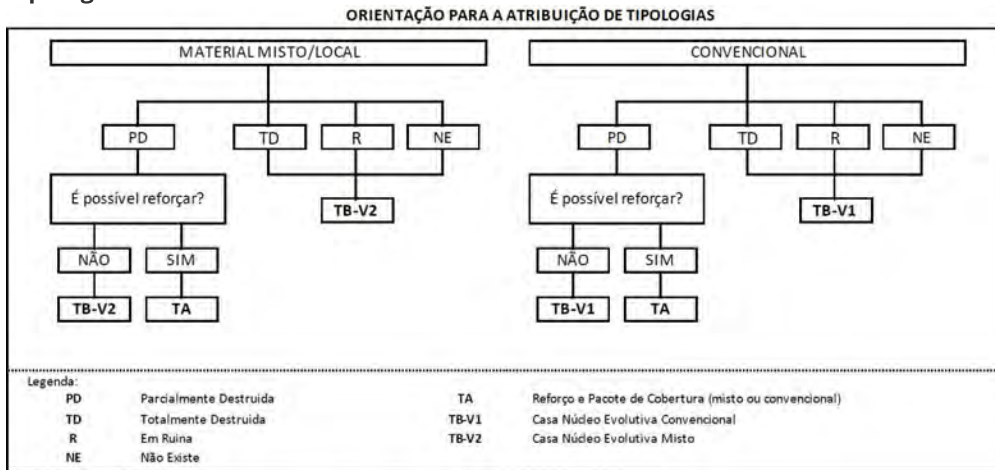 ORIENTAÇÃO PARA A ATRIBUIÇÃO DE TIPOLOGIAS
MATERIAL MISTO/LOCAL
CONVENCIONAL
PD TD R NE
PD TD R NE
É possível reforçar?
TB-V2
É possível reforçar?
TB-V1
NÃO SIM
NÃO SIM
TB-V2 TA
TB-V1 TA
Legenda:
PD Parcialmente Destruida
TD Totalmente Destruida
R Em Ruina
NE Não Existe
TA Reforço e Pacote de Cobertura (misto ou convencional)
TB-V1 Casa Núcleo Evolutiva Convencional
TB-V2 Casa Núcleo Evolutiva Misto